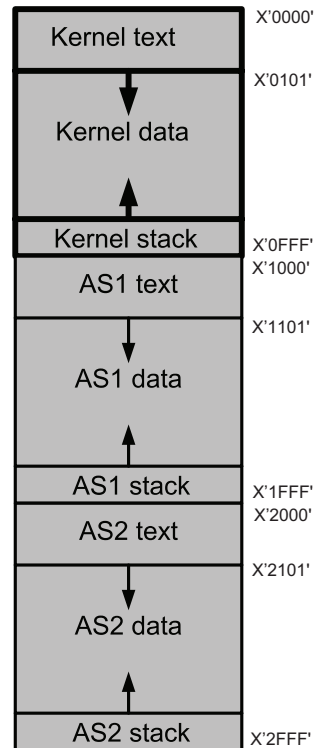 Kernel text X'0000'
X'0101'
Kernel data
Kernel stack X'0FFF'
X'1000'
AS1 text
X'1101'
AS1 data
AS1 stack X'1FFF'
X'2000'
AS2 text
X'2101'
AS2 data
AS2 stack X'2FFF'